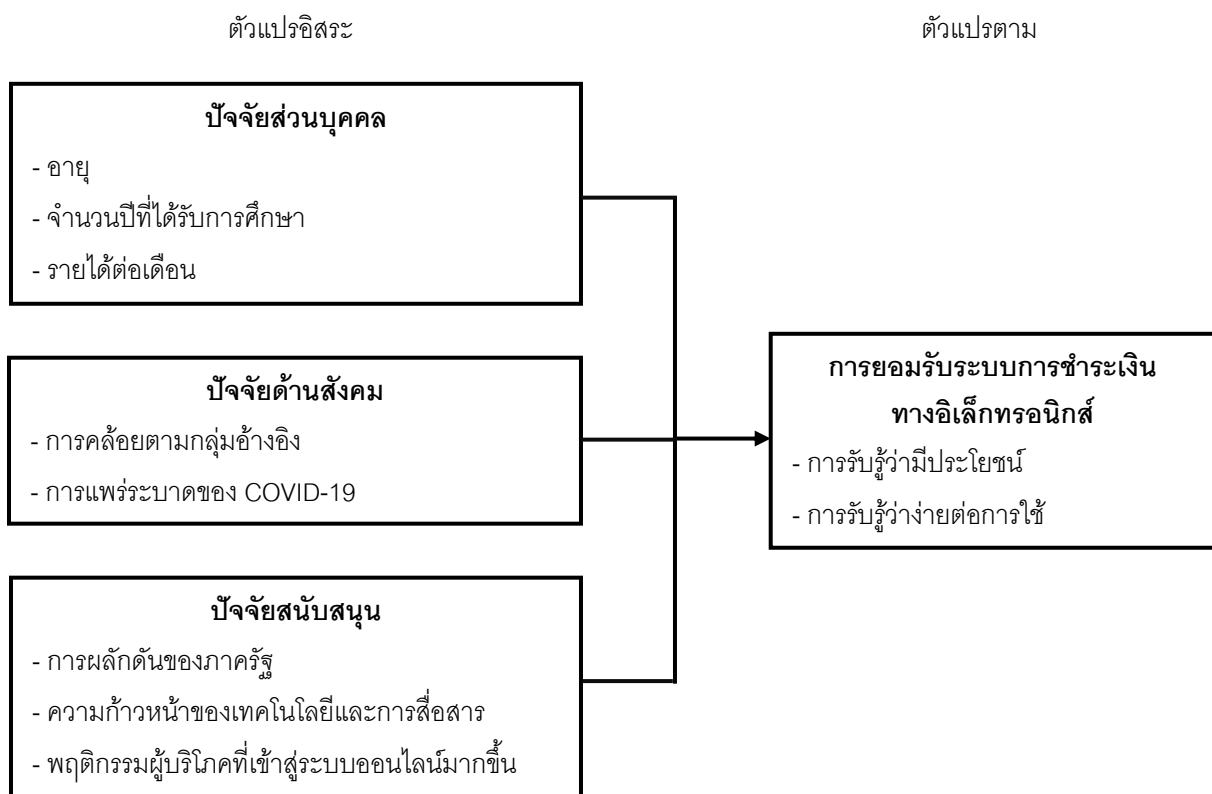 ตัวแปรอิสระ
ตัวแปรตาม
ปัจจัยส่วนบุคคล
- อายุ
- จำนวนปีที่ได้รับการศึกษา
- รายได้ต่อเดือน
ปัจจัยด้านสังคม
- การคล้อยตามกลุ่มอ้างอิง
- การแพร่ระบาดของ COVID-19
ปัจจัยสนับสนุน
- การผลักดันของภาครัฐ
- ความก้าวหน้าของเทคโนโลยีและการสื่อสาร
- พฤติกรรมผู้บริโภคที่เข้าสู่ระบบออนไลน์มากขึ้น
การยอมรับระบบการชำระเงิน
ทางอิเล็กทรอนิกส์
- การรับรู้ว่ามีประโยชน์
- การรับรู้ว่าง่ายต่อการใช้